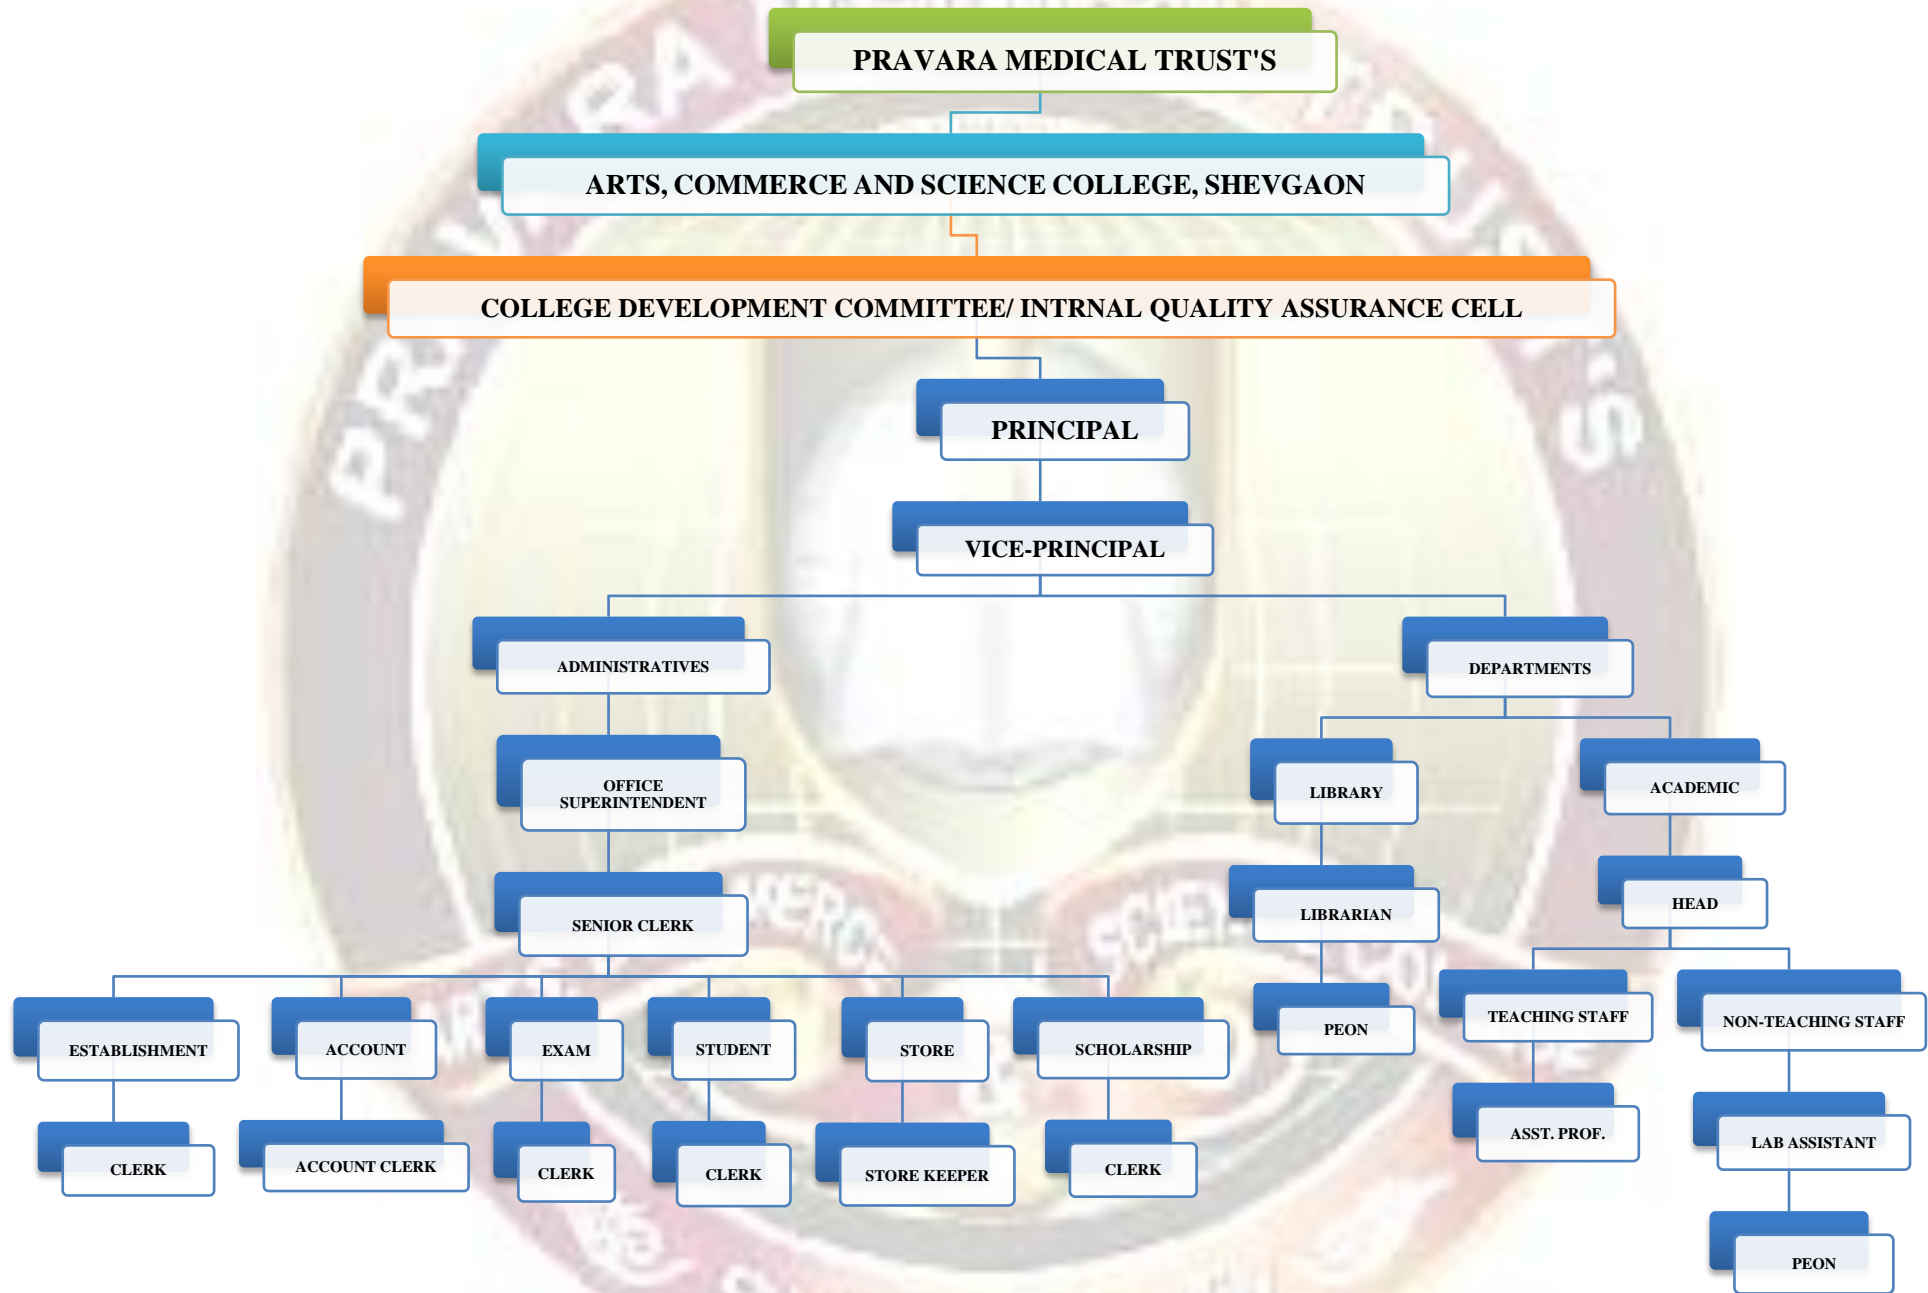 PRAVARA MEDICAL TRUST'S
ARTS, COMMERCE AND SCIENCE COLLEGE, SHEVGAON
COLLEGE DEVELOPMENT COMMITTEE/ INTRNAL QUALITY ASSURANCE CELL
PRINCIPAL
VICE-PRINCIPAL
ADMINISTRATIVES
DEPARTMENTS
OFFICE
SUPERINTENDENT
LIBRARY
ACADEMIC
SENIOR CLERK
LIBRARIAN
HEAD
ESTABLISHMENT
ACCOUNT
EXAM
STUDENT
STORE
SCHOLARSHIP
PEON
TEACHING STAFF
NON-TEACHING STAFF
CLERK
ACCOUNT CLERK
CLERK
CLERK
STORE KEEPER
CLERK
ASST. PROF.
LAB ASSISTANT
PEON